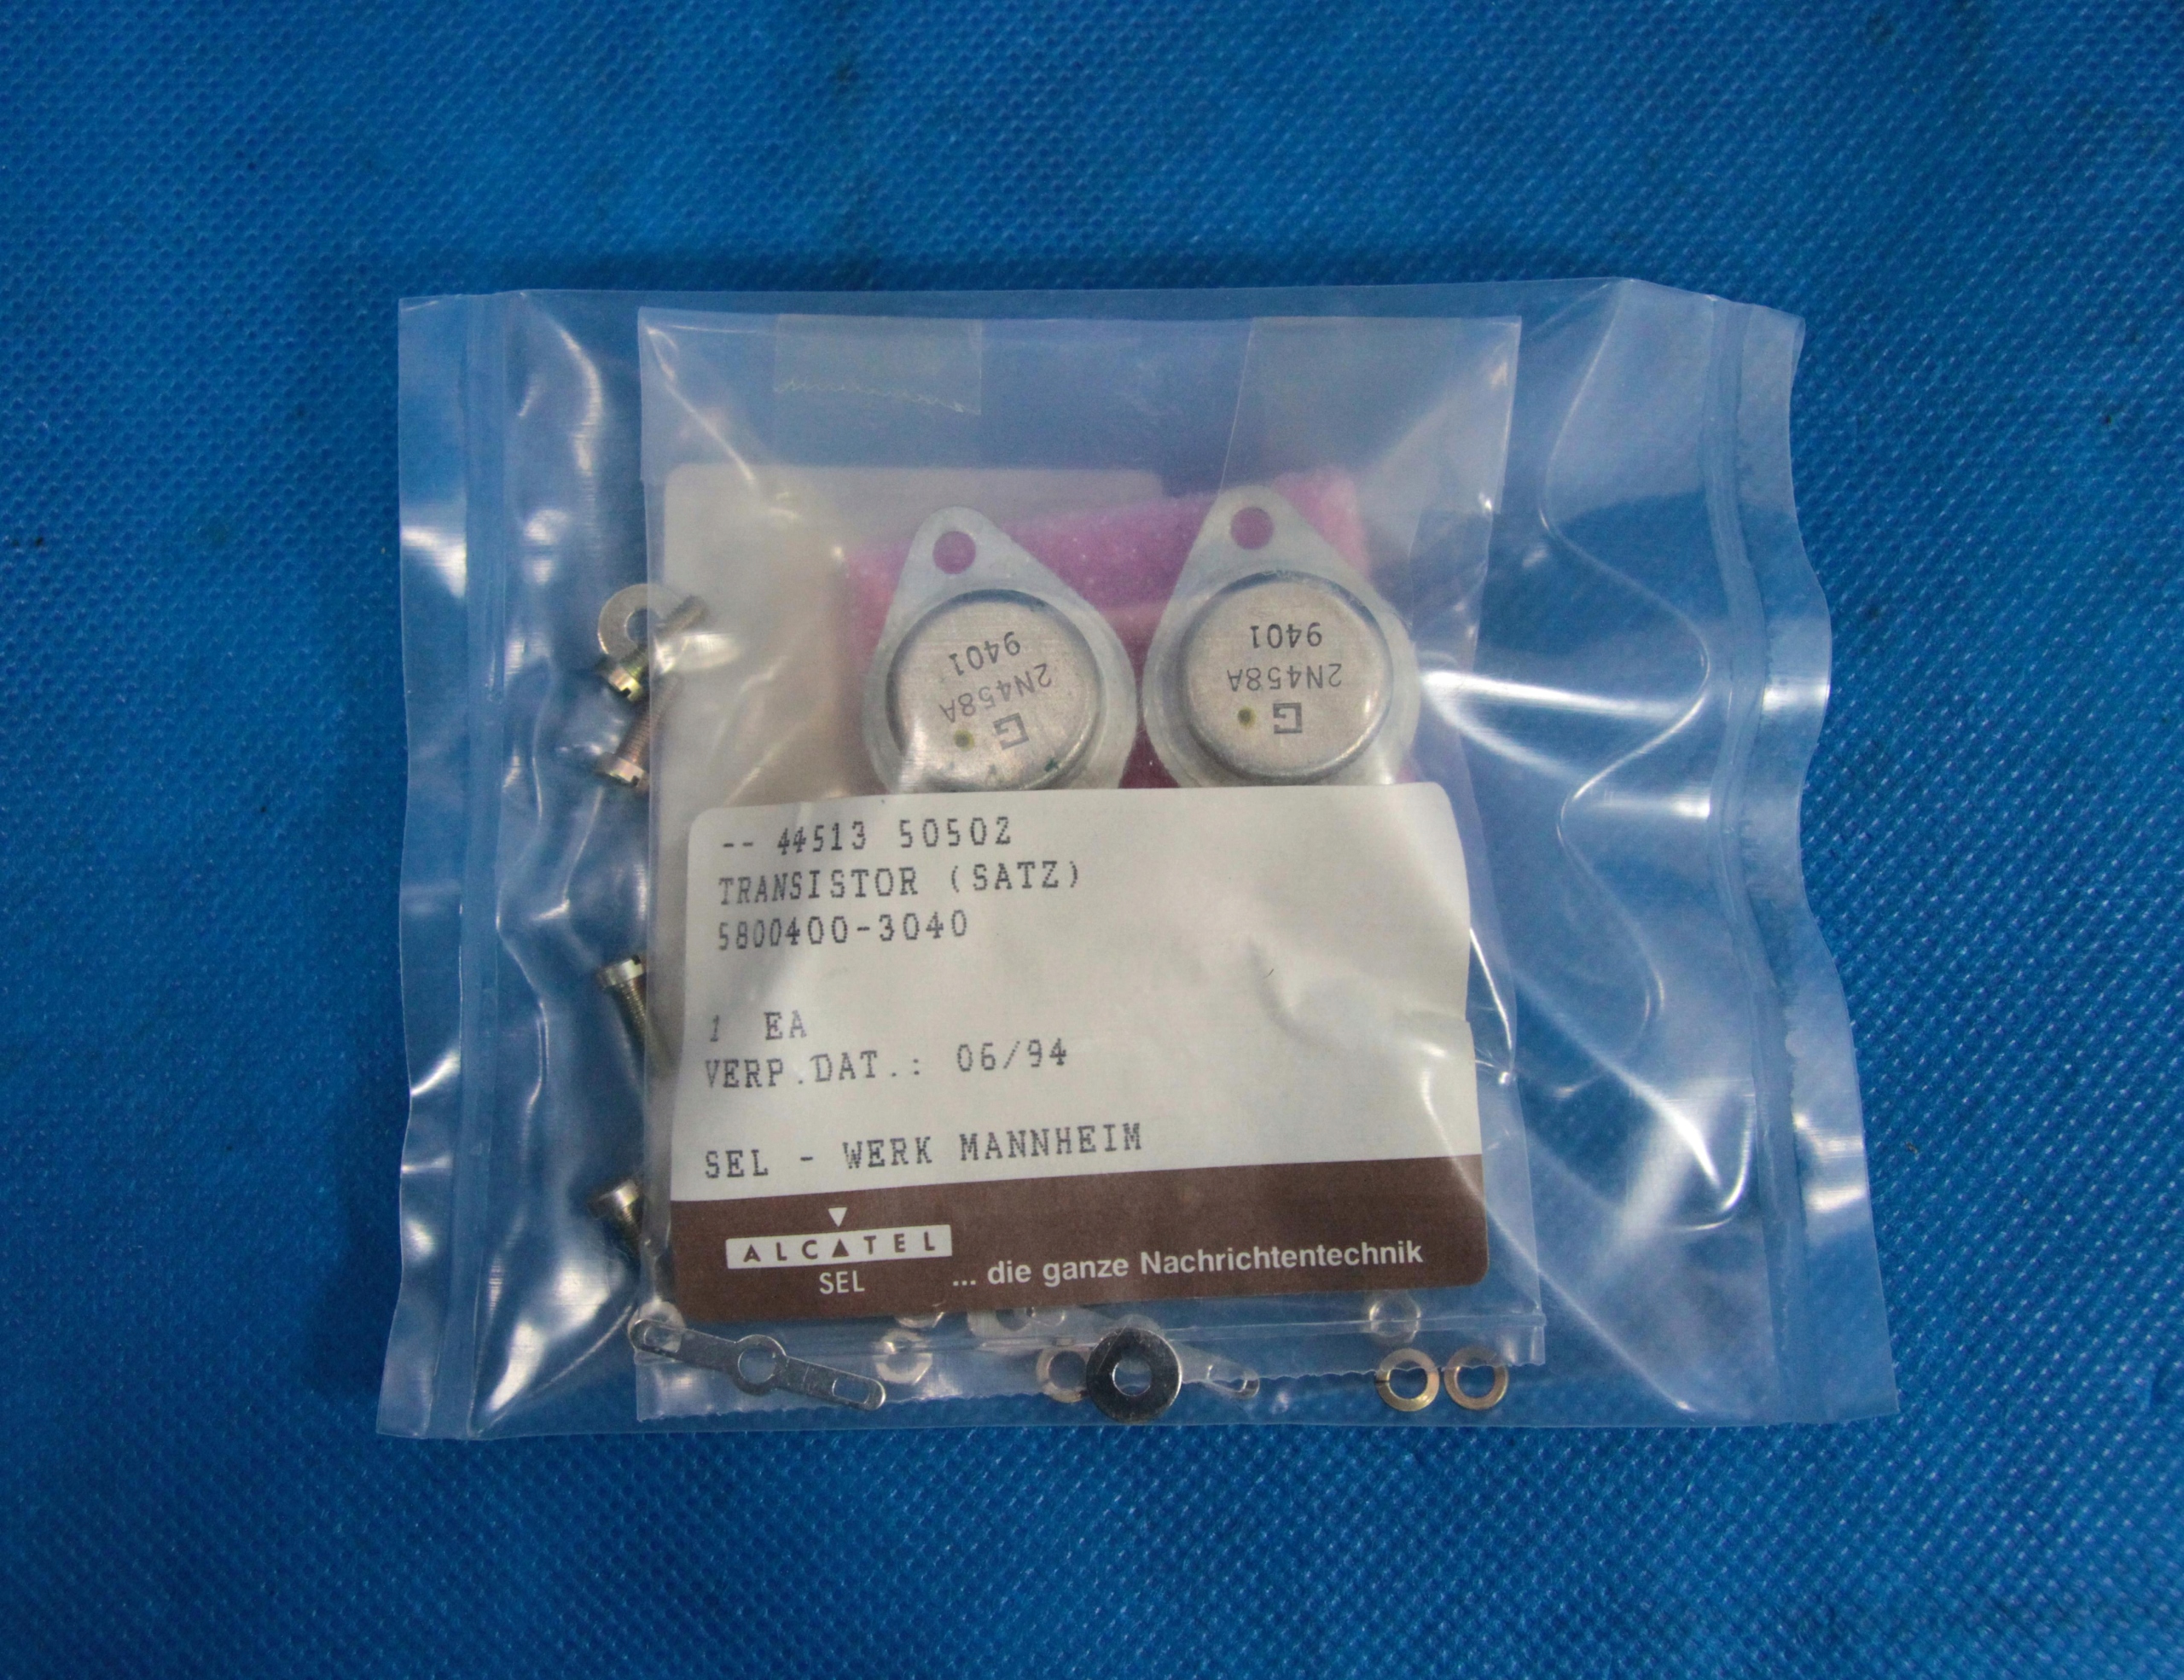 9401
2N458A
G
9401
2N458A
G
-- 44513 50502
TRANSISTOR (SATZ)
5800400-3040
1 EA
VERP.DAT.: 06/94
SEL - WERK MANNHEIM
ALCATEL
SEL
... die ganze Nachrichtentechnik